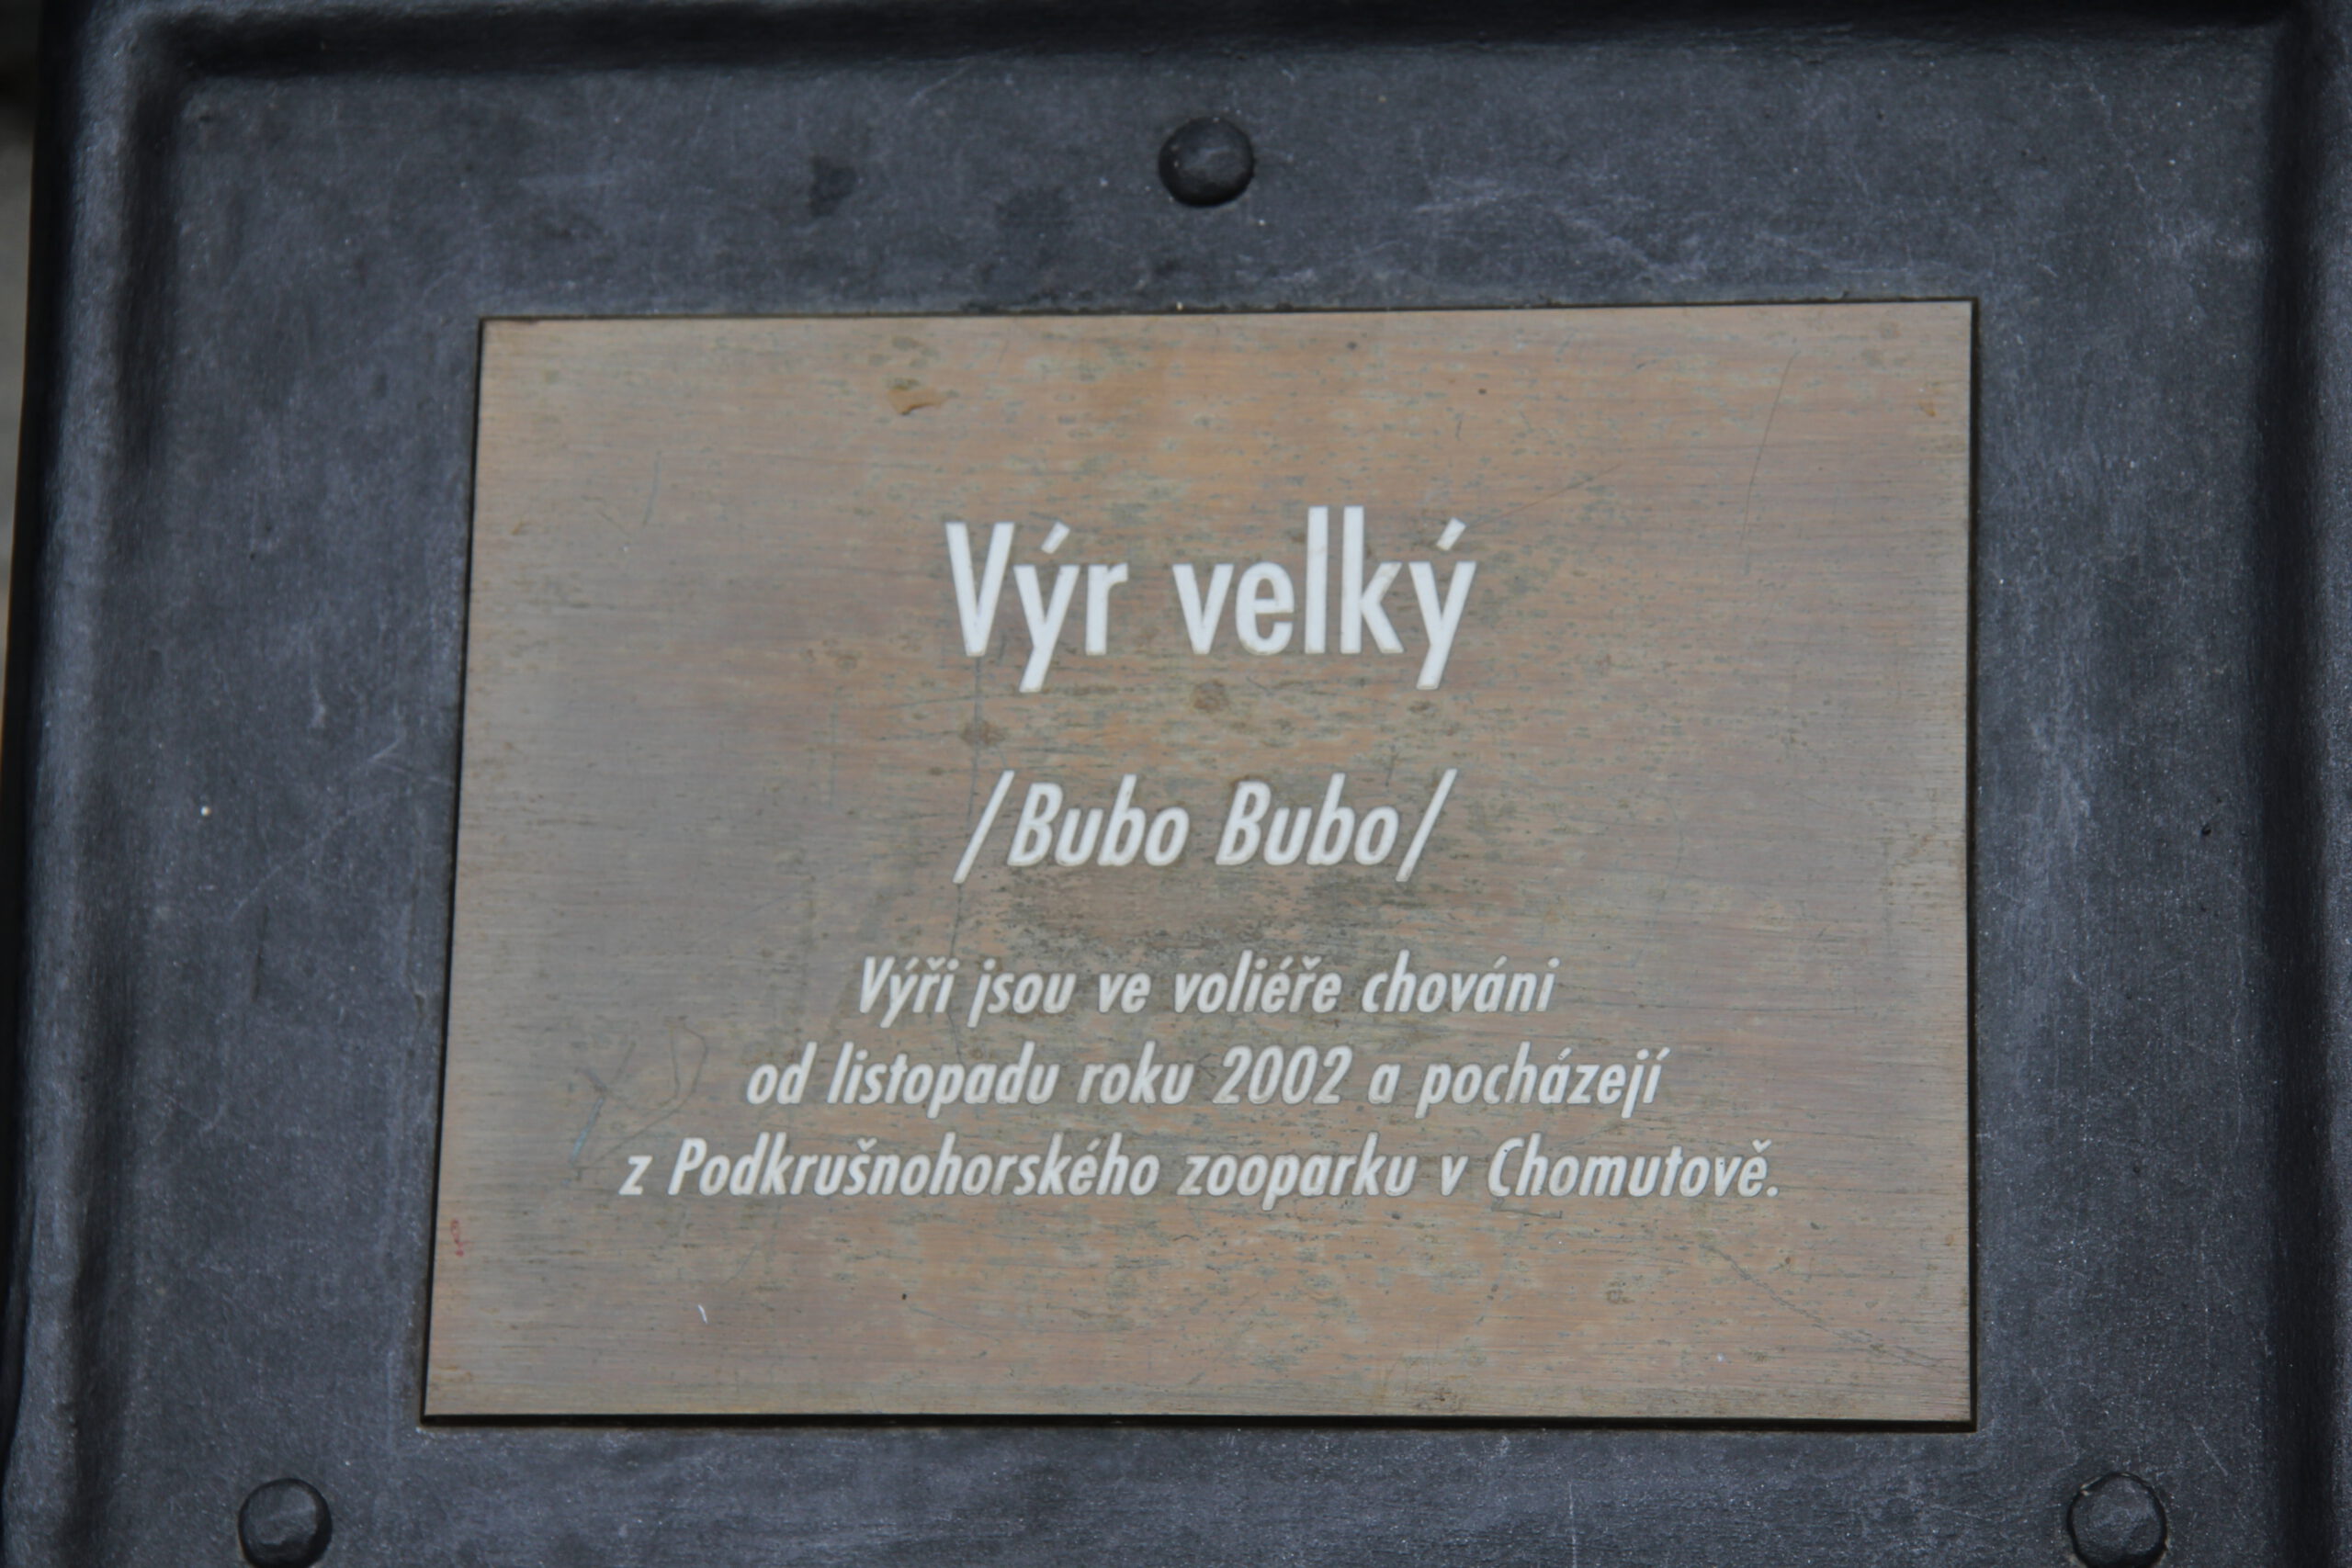 Výr velký
/Bubo Bubo/
Výři jsou ve voliéře chováni
od listopadu roku 2002 a pocházejí
z Podkrušnohorského zooparku v Chomutově.